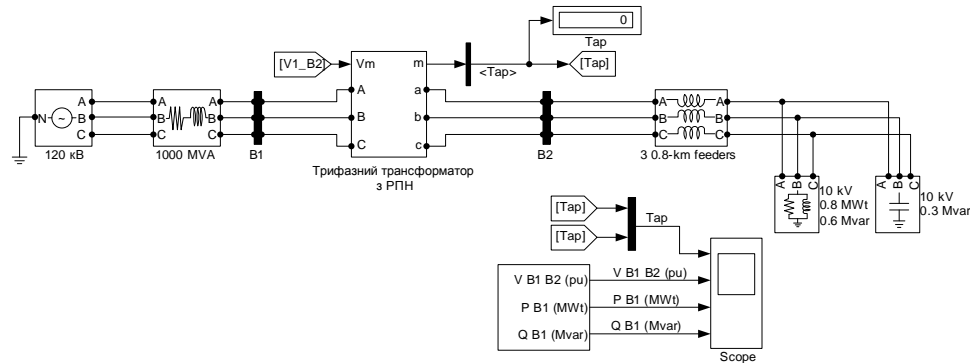 0
Tap
[V1_B2]
Vm
m
<Tap>
[Tap]
A
A
A
A
a
A
A
N
B
B
B
B
b
B
B
C
C
C
C
c
C
C
120 кВ
1000 MVA
B1
B2
3 0.8-km feeders
Трифазний трансформатор
з РПН
A
B
C
10 kV
0.8 MWt
0.6 Mvar
A
B
C
10 kV
0.3 Mvar
[Tap]
Tap
[Tap]
V B1 B2 (pu)
V B1 B2 (pu)
P B1 (MWt)
P B1 (MWt)
Q B1 (Mvar)
Q B1 (Mvar)
Scope